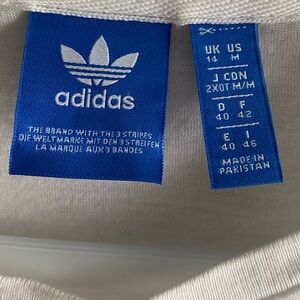 adidas
THE BRAND WITH THE 3 STRIPES
DIE WELTMARKE MIT DEN 3 STREIFEN
LA MARQUE AUX 3 BANDES
UK US
14 M
J CDN
2XOT M/M
D F
40 42
E I
40 46
MADE IN
PAKISTAN